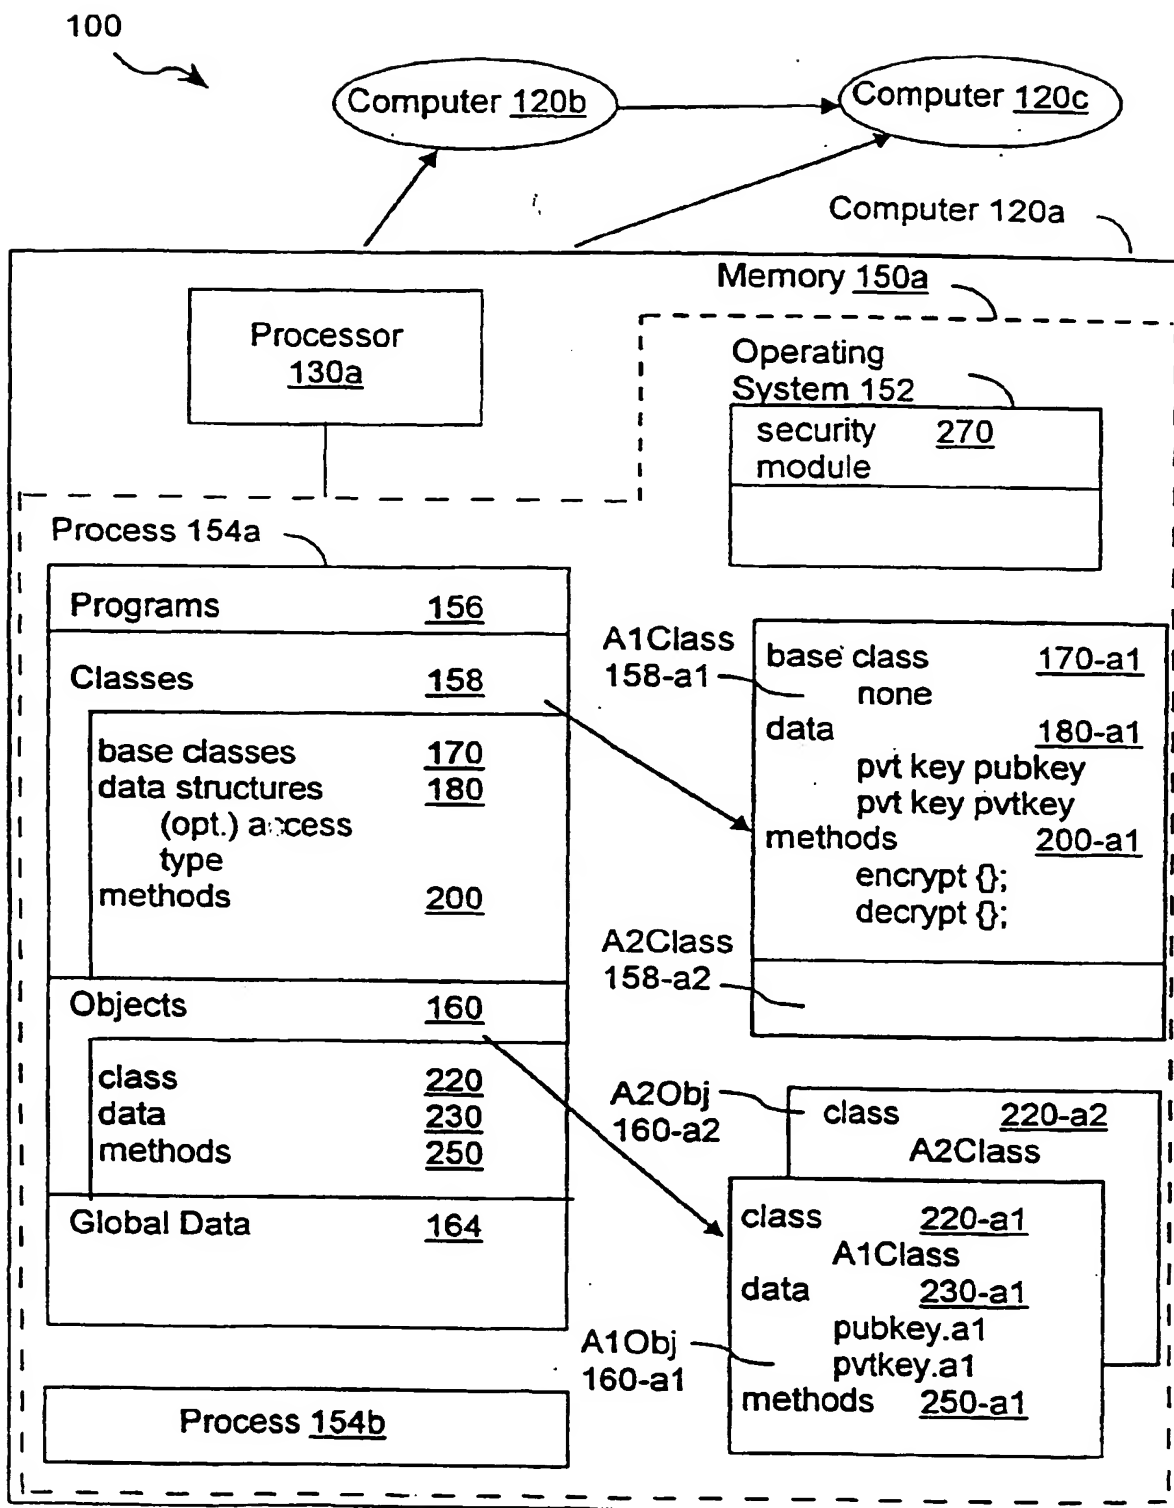 100
Computer 120b
Computer 120c
Computer 120a
Memory 150a
Processor
130a
Operating
System 152
security 270
module
Process 154a
Programs 156
Classes 158
base classes 170
data structures 180
(opt.) access
type
methods 200
Objects 160
class 220
data 230
methods 250
Global Data 164
Process 154b
A1Class
158-a1
base class 170-a1
none
data 180-a1
pvt key pubkey
pvt key pvtkey
methods 200-a1
encrypt {};
decrypt {};
A2Class
158-a2
A2Obj
160-a2
class 220-a2
A2Class
class 220-a1
A1Class
data 230-a1
pubkey.a1
pvtkey.a1
A1Obj
160-a1
methods 250-a1